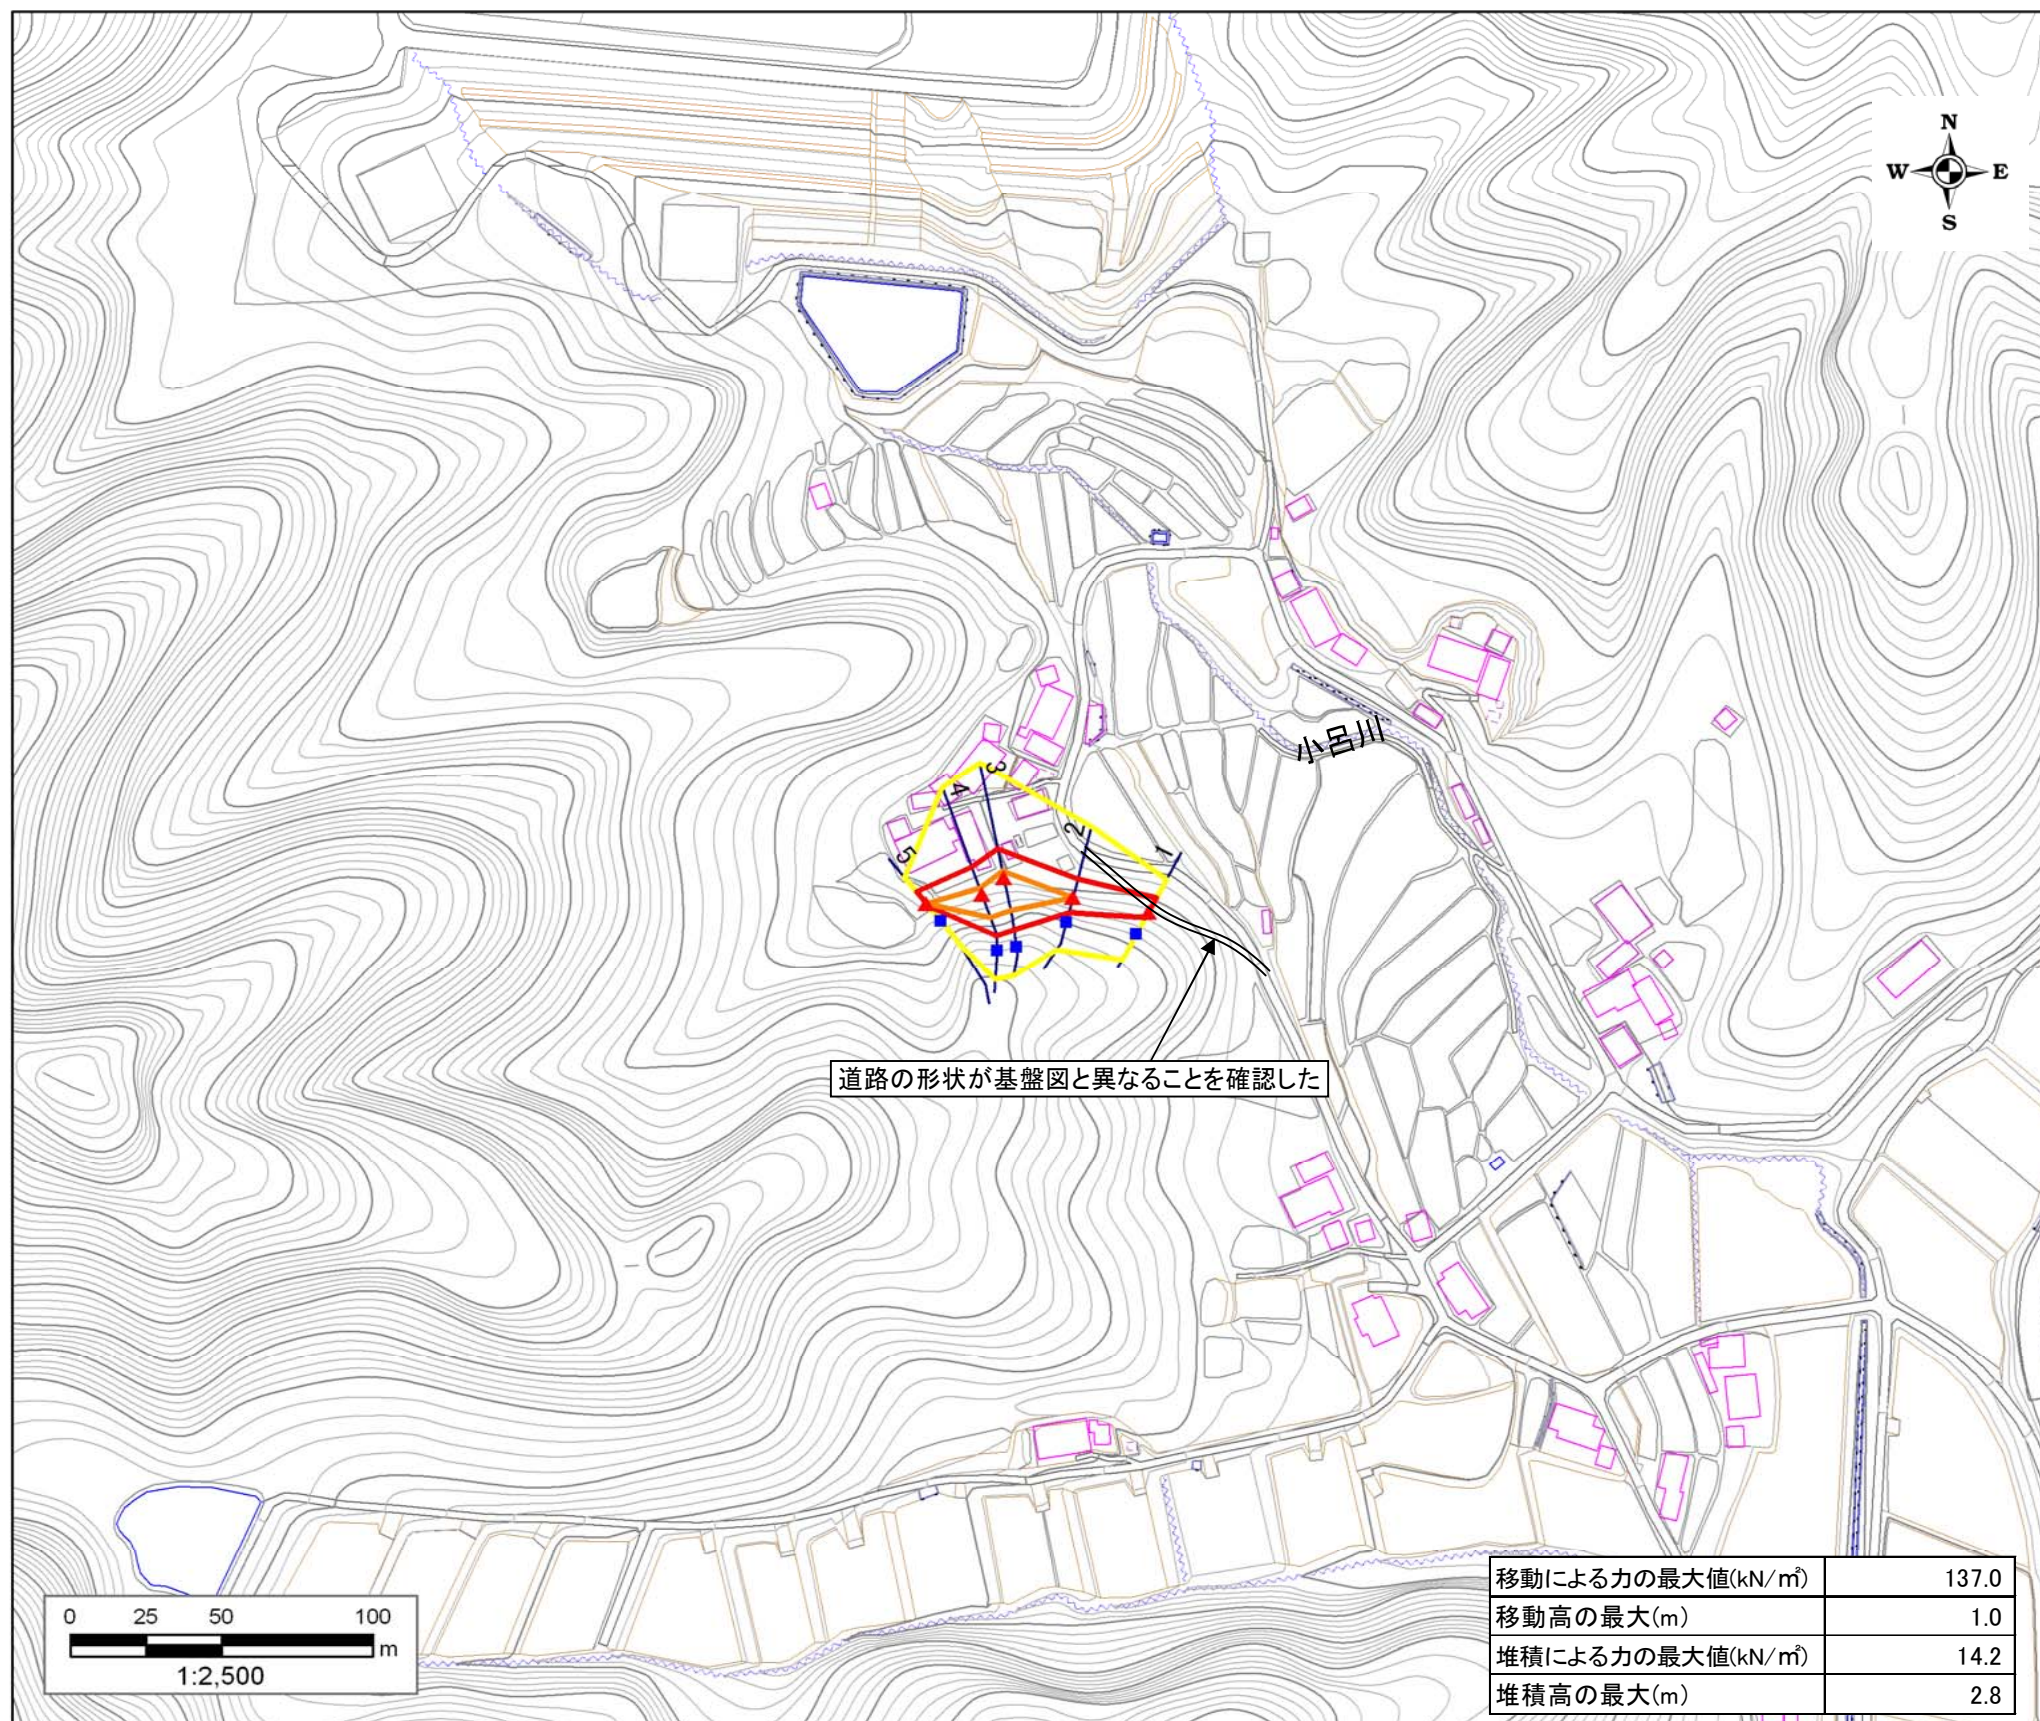 N
W E
S
小呂川
3
4
2
1
5
道路の形状が基盤図と異なることを確認した
移動による力の最大値(kN/㎡) 137.0
移動高の最大(m) 1.0
堆積による力の最大値(kN/㎡) 14.2
堆積高の最大(m) 2.8
0 25 50 100
m
1:2,500